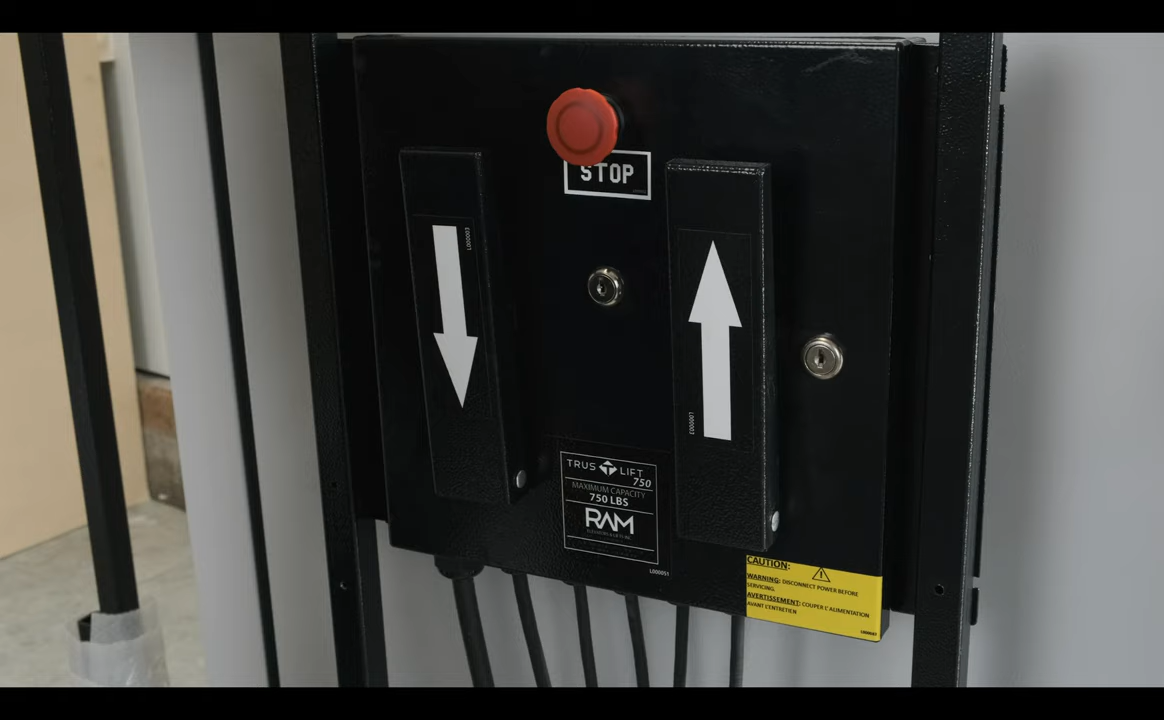 STOP
L000003
L000003
TRUS LIFT
750
MAXIMUM CAPACITY
750 LBS
RAM
L000051
CAUTION:
WARNING: DISCONNECT POWER BEFORE
SERVICING.
AVERTISSEMENT: COUPER L' ALIMENTATION
AVANT L'ENTRETIEN